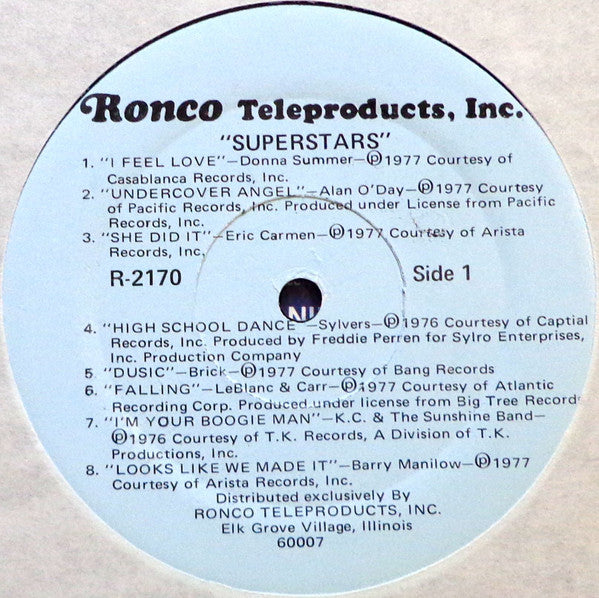 Ronco Teleproducts, Inc.
"SUPERSTARS"
1. "I FEEL LOVE"—Donna Summer—℗1977 Courtesy of
Casablanca Records, Inc.
2. "UNDERCOVER ANGEL"—Alan O'Day—℗1977 Courtesy
of Pacific Records, Inc. Produced under License from Pacific
Records, Inc.
3. "SHE DID IT"—Eric Carmen—℗1977 Courtesy of Arista
Records, Inc.
R-2170 Side 1
NI
4. "HIGH SCHOOL DANCE"—Sylvers—℗1976 Courtesy of Captial
Records, Inc. Produced by Freddie Perren for Sylro Enterprises,
Inc. Production Company
5. "DUSIC"—Brick—℗1977 Courtesy of Bang Records
6. "FALLING"—LeBlanc & Carr—℗1977 Courtesy of Atlantic
Recording Corp. Produced under license from Big Tree Records
7. "I'M YOUR BOOGIE MAN"—K.C. & The Sunshine Band—
℗1976 Courtesy of T.K. Records, A Division of T.K.
Productions, Inc.
8. "LOOKS LIKE WE MADE IT"—Barry Manilow—℗1977
Courtesy of Arista Records, Inc.
Distributed exclusively By
RONCO TELEPRODUCTS, INC.
Elk Grove Village, Illinois
60007